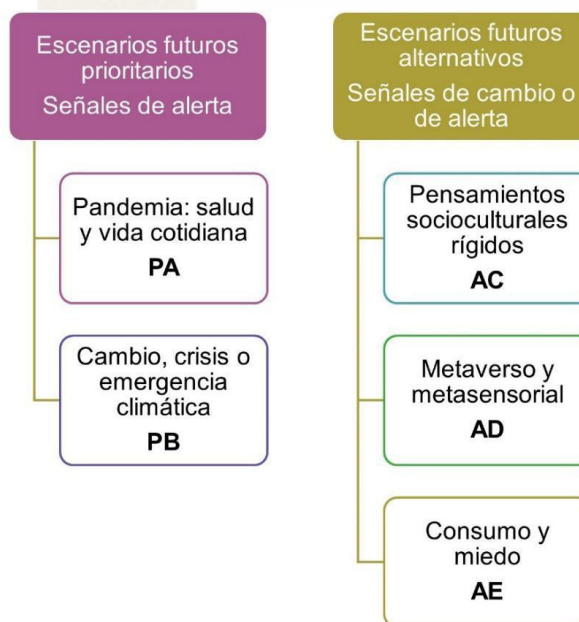 Escenarios futuros
prioritarios
Señales de alerta
Pandemia: salud
y vida cotidiana
PA
Cambio, crisis o
emergencia
climática
PB
Escenarios futuros
alternativos
Señales de cambio o
de alerta
Pensamientos
socioculturales
rígidos
AC
Metaverso y
metasensorial
AD
Consumo y
miedo
AE